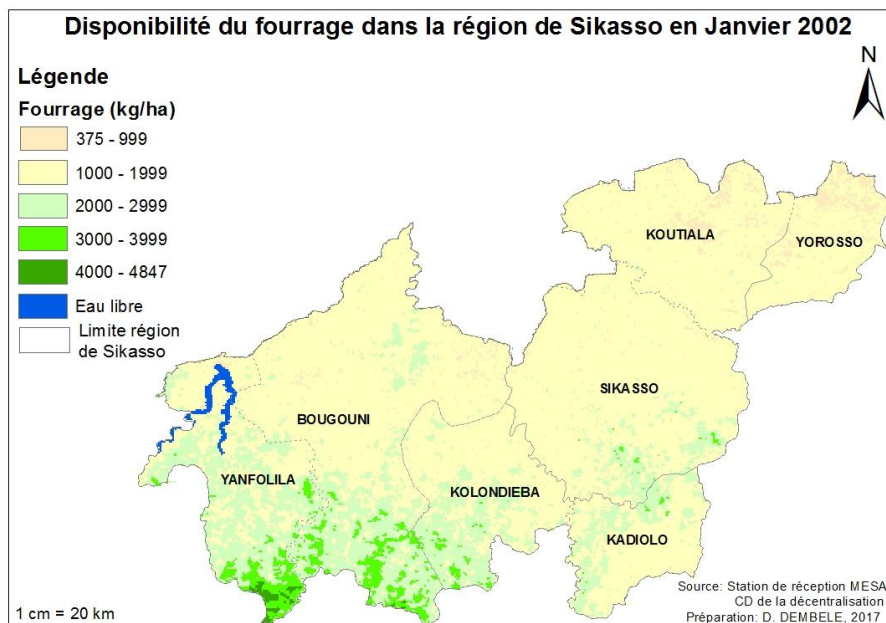 Disponibilité du fourrage dans la région de Sikasso en Janvier 2002
N
Légende
Fourrage (kg/ha)
375 - 999
1000 - 1999
2000 - 2999
3000 - 3999
4000 - 4847
Eau libre
Limite région
de Sikasso
KOUTIALA
YOROSSO
SIKASSO
BOUGOUNI
YANFOLILA
KOLONDIEBA
KADIOLO
1 cm = 20 km
Source: Station de réception MESA
CD de la décentralisation
Préparation: D. DEMBELE, 2017